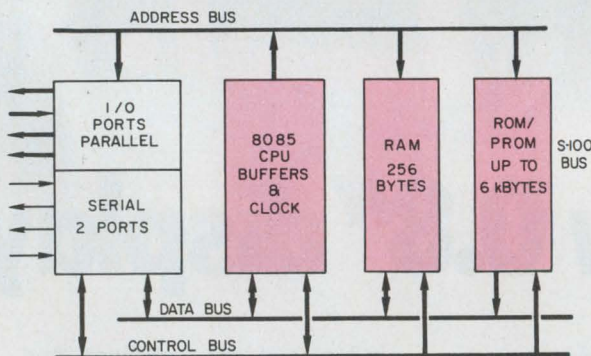 ADDRESS BUS
I/O
PORTS
PARALLEL
SERIAL
2 PORTS
8085
CPU
BUFFERS
&
CLOCK
RAM
256
BYTES
ROM/
PROM
UP TO
6 kBYTES
S-100
BUS
DATA BUS
CONTROL BUS